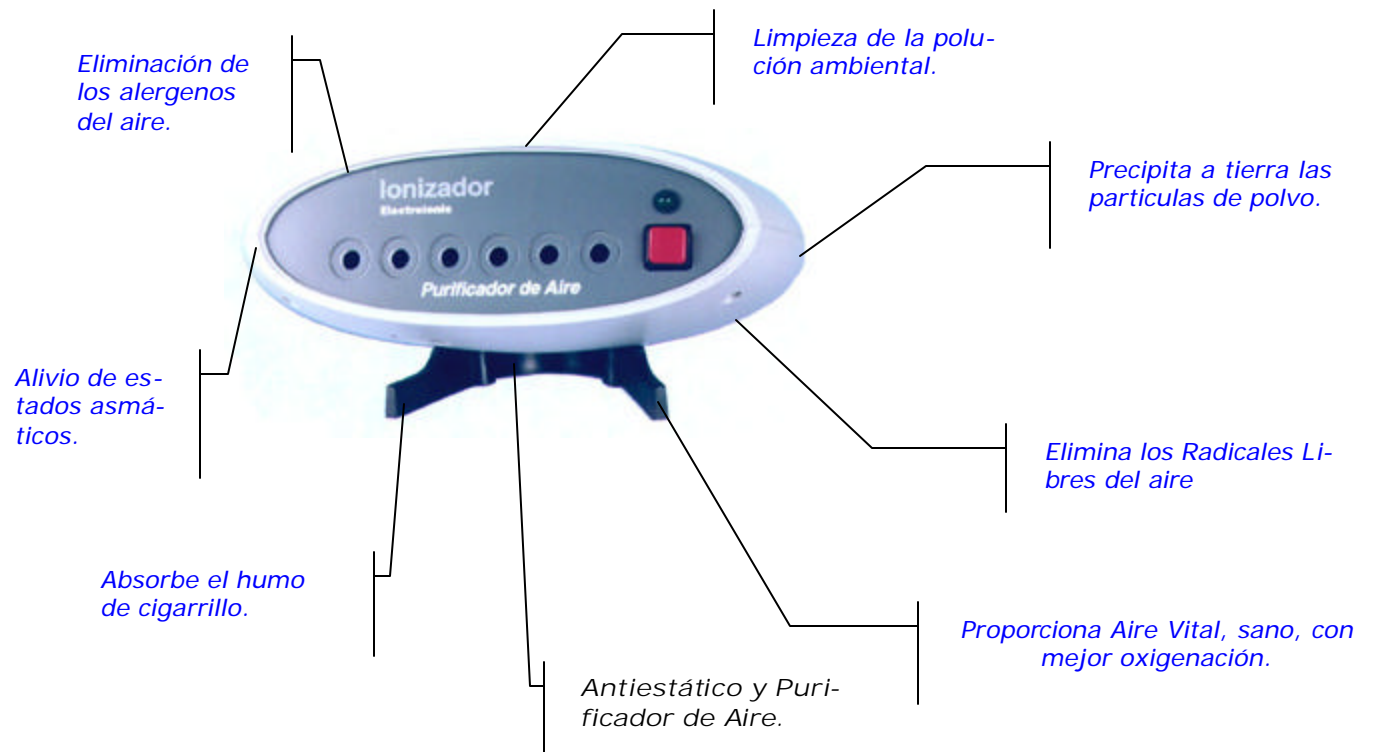 Eliminación de
los alergenos
del aire.
Limpieza de la polu-
ción ambiental.
Precipita a tierra las
particulas de polvo.
Ionizador
Electroionic
Purificador de Aire
Alivio de es-
tados asmá-
ticos.
Elimina los Radicales Li-
bres del aire
Absorbe el humo
de cigarrillo.
Proporciona Aire Vital, sano, con
mejor oxigenación.
Antiestático y Puri-
ficador de Aire.